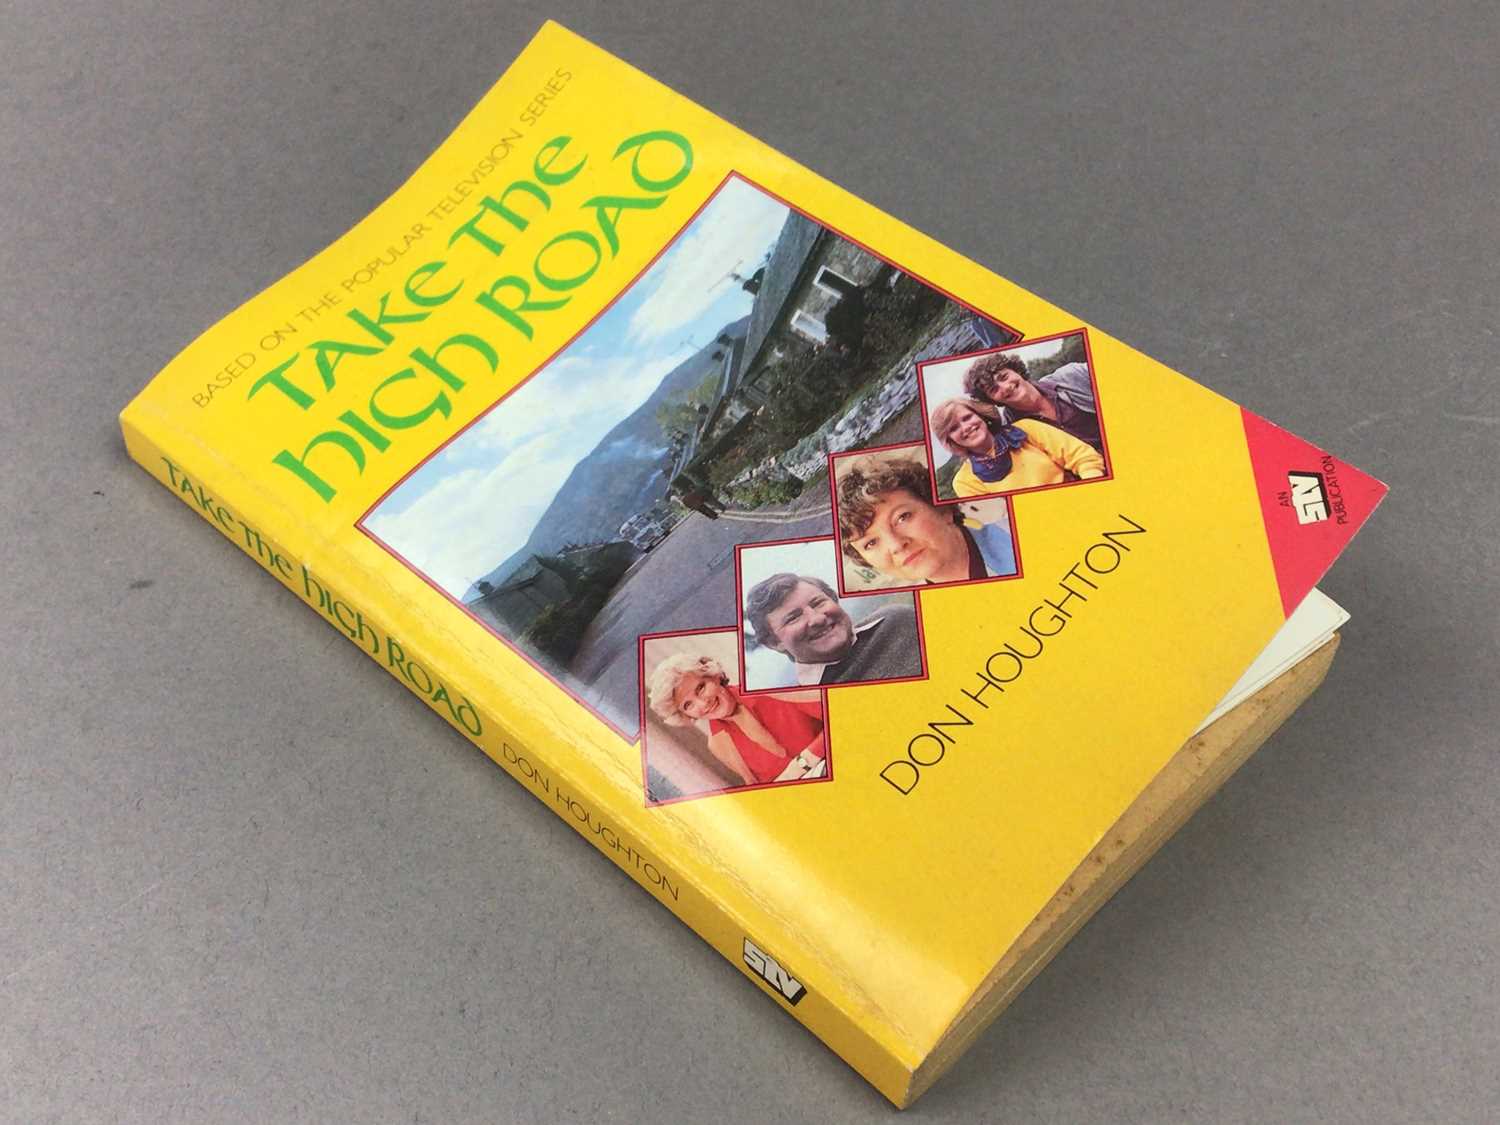 BASED ON THE POPULAR TELEVISION SERIES
TAKE THE
HIGH ROAD
DON HOUGHTON
AN
STV
PUBLICATION
TAKE THE HIGH ROAD DON HOUGHTON STV